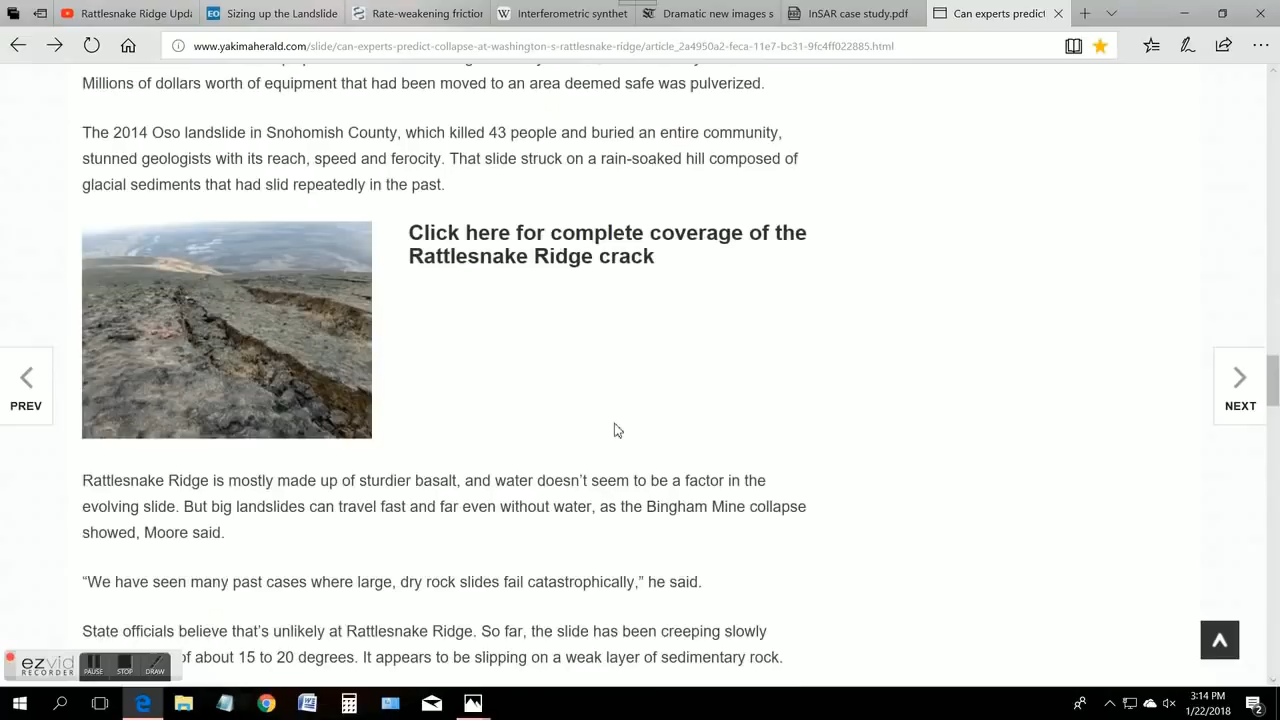 Rattlesnake Ridge Upda
Sizing up the Landslide
Rate-weakening friction
Interferometric synthet
Dramatic new images s
InSAR case study.pdf
Can experts predict
www.yakimaherald.com/slide/can-experts-predict-collapse-at-washington-s-rattlesnake-ridge/article_2a4950a2-feca-11e7-bc31-9fc4ff022885.html
Millions of dollars worth of equipment that had been moved to an area deemed safe was pulverized.
The 2014 Oso landslide in Snohomish County, which killed 43 people and buried an entire community,
stunned geologists with its reach, speed and ferocity. That slide struck on a rain-soaked hill composed of
glacial sediments that had slid repeatedly in the past.
Click here for complete coverage of the
Rattlesnake Ridge crack
PREV
NEXT
Rattlesnake Ridge is mostly made up of sturdier basalt, and water doesn’t seem to be a factor in the
evolving slide. But big landslides can travel fast and far even without water, as the Bingham Mine collapse
showed, Moore said.
“We have seen many past cases where large, dry rock slides fail catastrophically,” he said.
State officials believe that’s unlikely at Rattlesnake Ridge. So far, the slide has been creeping slowly
of about 15 to 20 degrees. It appears to be slipping on a weak layer of sedimentary rock.
ezvid
RECORDER
PAUSE
STOP
DRAW
3:14 PM
1/22/2018
2